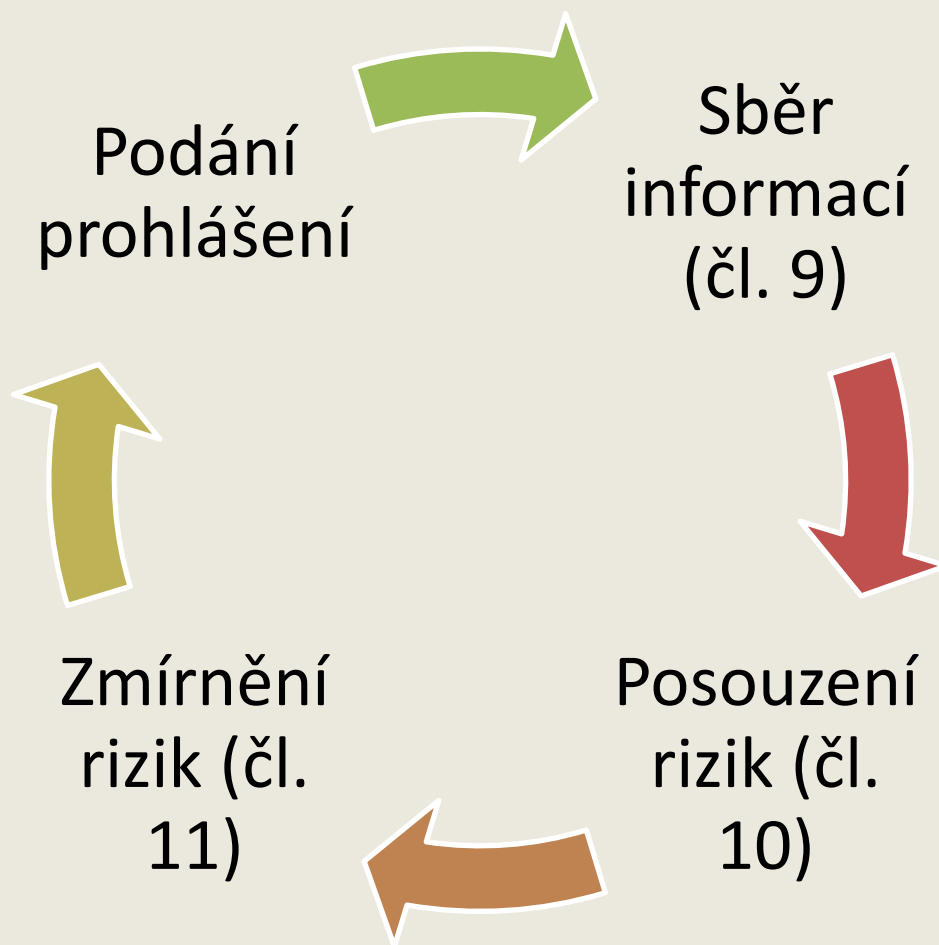 Podání
prohlášení
Sběr
informací
(čl. 9)
Posouzení
rizik (čl.
10)
Zmírnění
rizik (čl.
11)